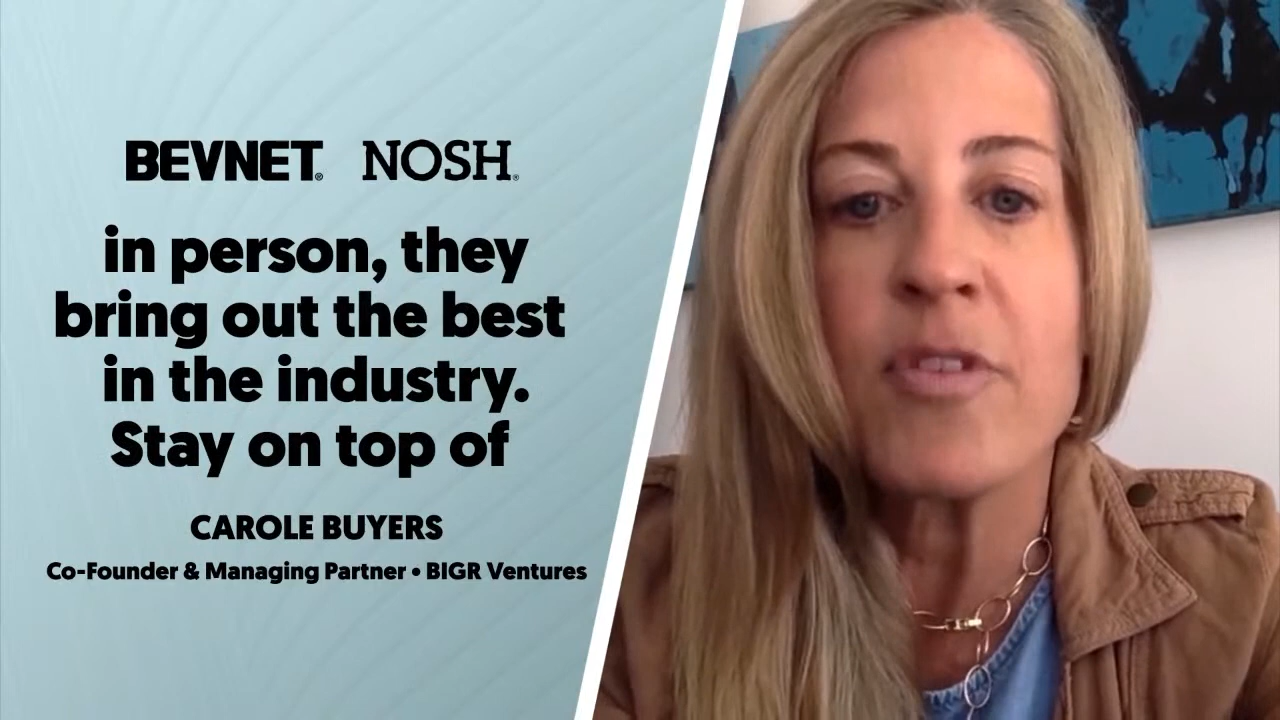 BEVNET® NOSH®
in person, they
bring out the best
in the industry.
Stay on top of
CAROLE BUYERS
Co-Founder & Managing Partner • BIGR Ventures